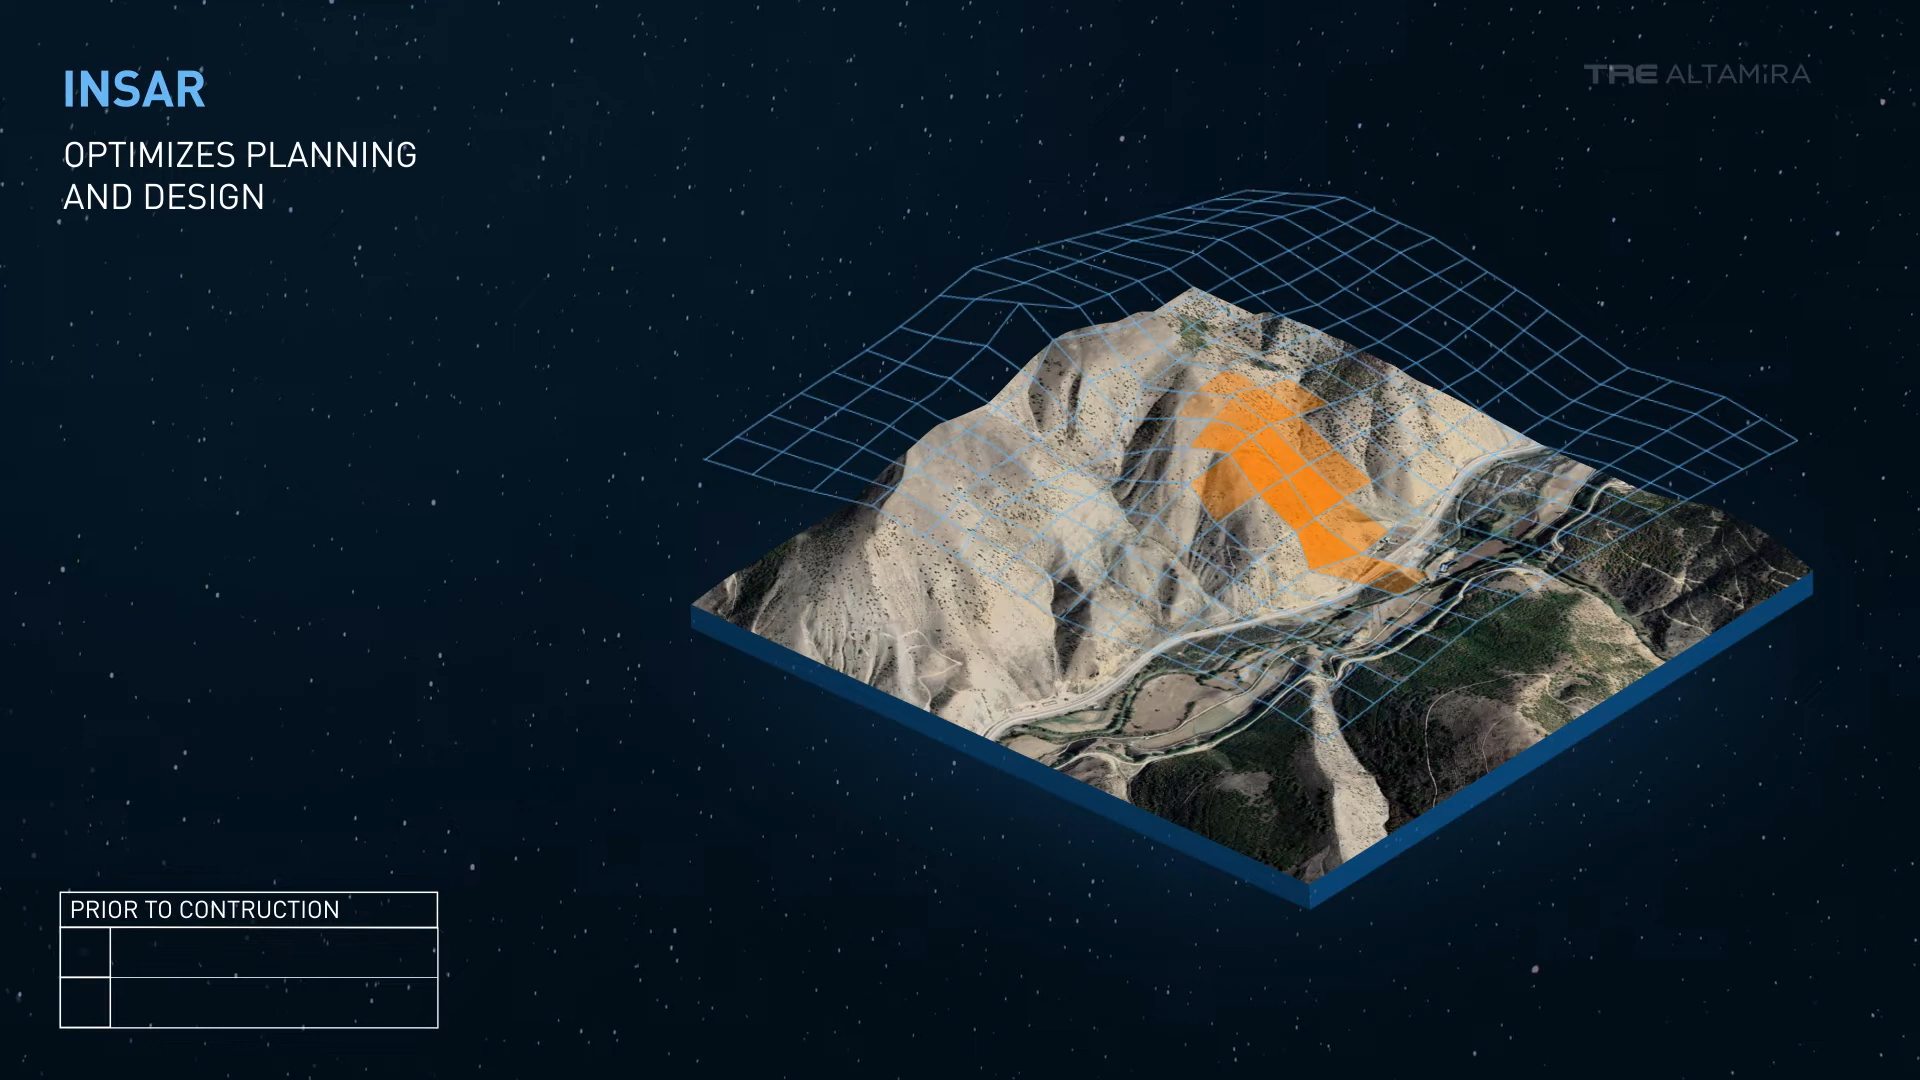 INSAR
OPTIMIZES PLANNING
AND DESIGN
TRE ALTAMiRA
PRIOR TO CONTRUCTION